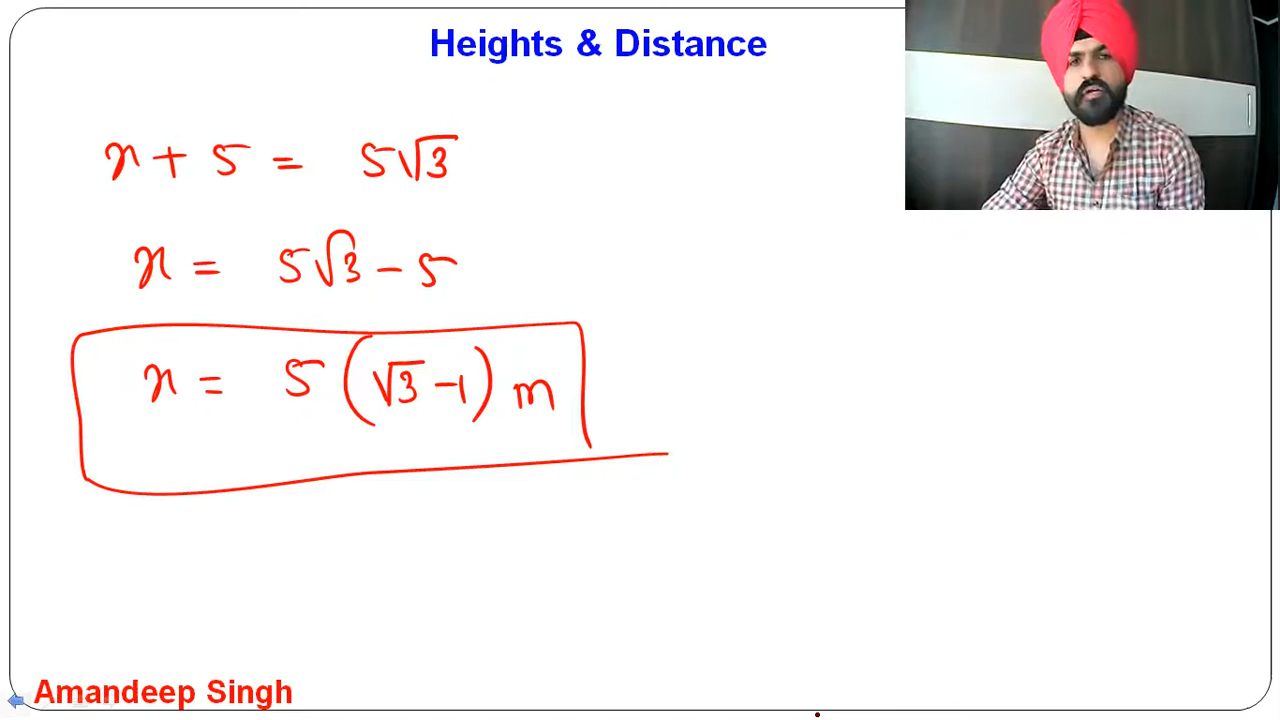 Heights & Distance
x + 5 = 5√3
x = 5√3 - 5
x = 5(√3 - 1) m
Amandeep Singh